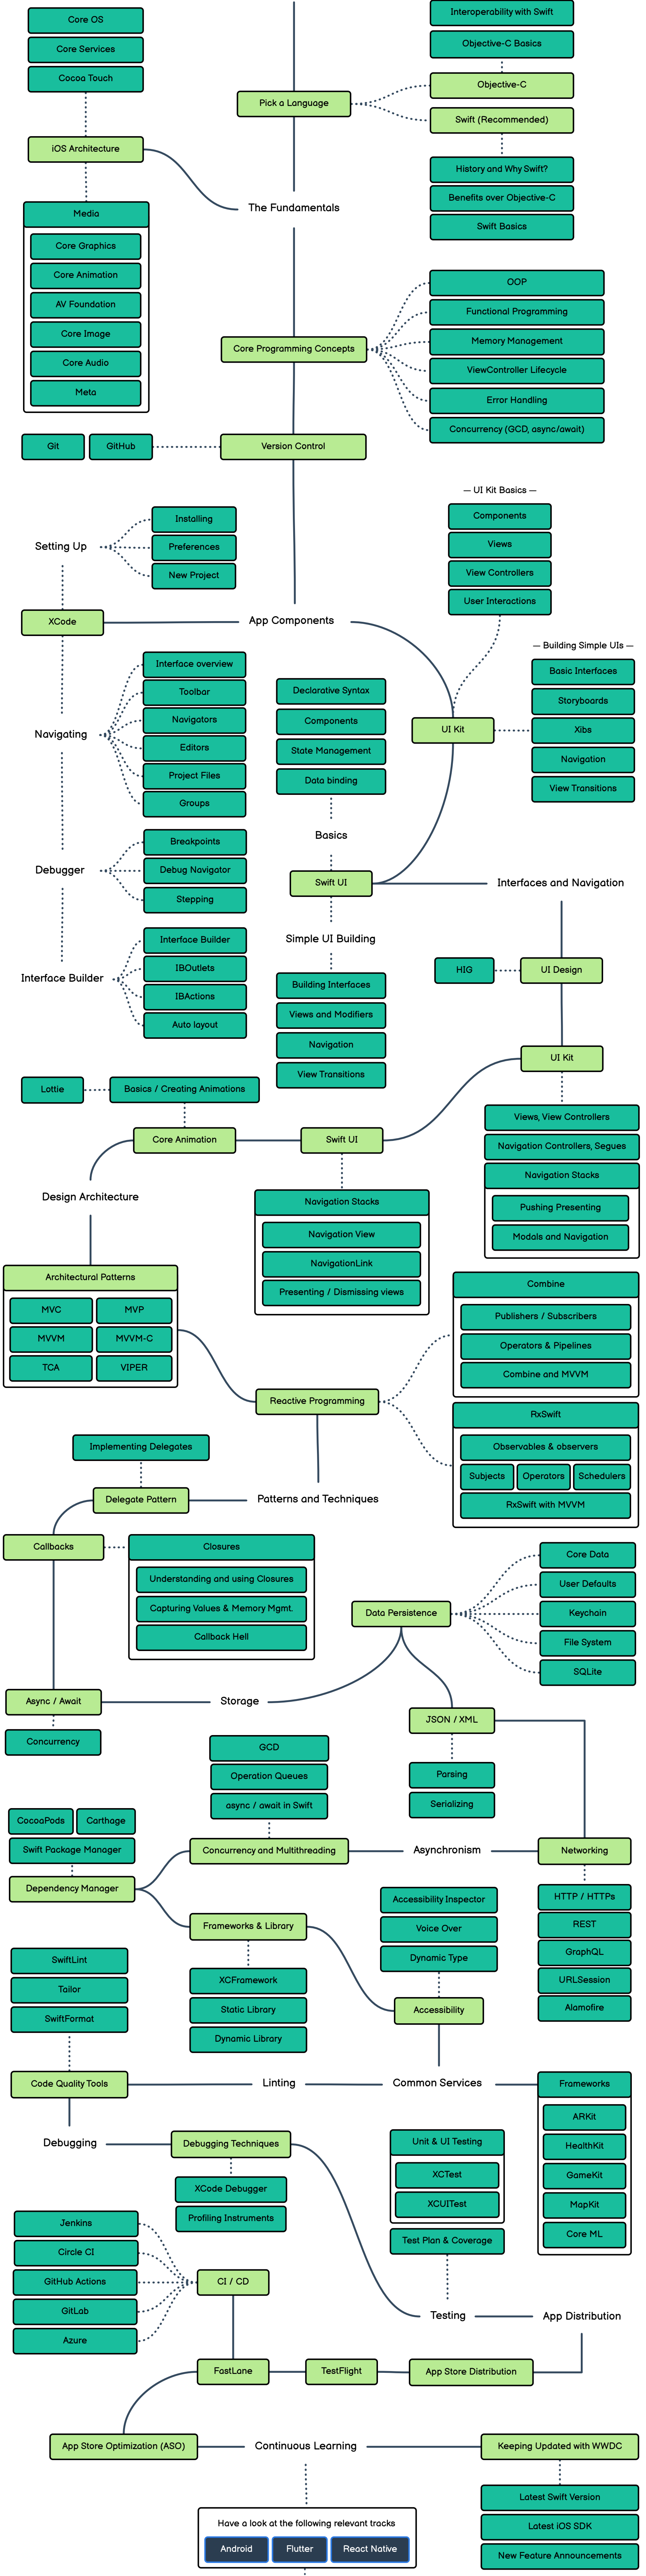 Core OS
Core Services
Cocoa Touch
iOS Architecture
Media
Core Graphics
Core Animation
AV Foundation
Core Image
Core Audio
Meta
Pick a Language
Interoperability with Swift
Objective-C Basics
Objective-C
Swift (Recommended)
History and Why Swift?
Benefits over Objective-C
Swift Basics
The Fundamentals
Core Programming Concepts
OOP
Functional Programming
Memory Management
ViewController Lifecycle
Error Handling
Concurrency (GCD, async/await)
Git
GitHub
Version Control
Setting Up
Installing
Preferences
New Project
XCode
App Components
— UI Kit Basics —
Components
Views
View Controllers
User Interactions
— Building Simple UIs —
Basic Interfaces
Storyboards
Xibs
Navigation
View Transitions
UI Kit
Navigating
Interface overview
Toolbar
Navigators
Editors
Project Files
Groups
Declarative Syntax
Components
State Management
Data binding
Basics
Debugger
Breakpoints
Debug Navigator
Stepping
Swift UI
Interfaces and Navigation
Simple UI Building
Building Interfaces
Views and Modifiers
Navigation
View Transitions
Interface Builder
Interface Builder
IBOutlets
IBActions
Auto layout
HIG
UI Design
UI Kit
Views, View Controllers
Navigation Controllers, Segues
Navigation Stacks
Pushing Presenting
Modals and Navigation
Lottie
Basics / Creating Animations
Core Animation
Swift UI
Navigation Stacks
Navigation View
NavigationLink
Presenting / Dismissing views
Design Architecture
Architectural Patterns
MVC
MVP
MVVM
MVVM-C
TCA
VIPER
Reactive Programming
Combine
Publishers / Subscribers
Operators & Pipelines
Combine and MVVM
RxSwift
Observables & observers
Subjects
Operators
Schedulers
RxSwift with MVVM
Implementing Delegates
Delegate Pattern
Patterns and Techniques
Callbacks
Closures
Understanding and using Closures
Capturing Values & Memory Mgmt.
Callback Hell
Data Persistence
Core Data
User Defaults
Keychain
File System
SQLite
Async / Await
Storage
Concurrency
JSON / XML
Parsing
Serializing
GCD
Operation Queues
async / await in Swift
CocoaPods
Carthage
Swift Package Manager
Dependency Manager
Concurrency and Multithreading
Asynchronism
Networking
HTTP / HTTPs
REST
GraphQL
URLSession
Alamofire
Frameworks & Library
XCFramework
Static Library
Dynamic Library
Accessibility Inspector
Voice Over
Dynamic Type
Accessibility
SwiftLint
Tailor
SwiftFormat
Code Quality Tools
Linting
Common Services
Frameworks
ARKit
HealthKit
GameKit
MapKit
Core ML
Debugging
Debugging Techniques
XCode Debugger
Profiling Instruments
Unit & UI Testing
XCTest
XCUITest
Test Plan & Coverage
Jenkins
Circle CI
GitHub Actions
GitLab
Azure
CI / CD
Testing
App Distribution
FastLane
TestFlight
App Store Distribution
App Store Optimization (ASO)
Continuous Learning
Keeping Updated with WWDC
Latest Swift Version
Latest iOS SDK
New Feature Announcements
Have a look at the following relevant tracks
Android
Flutter
React Native